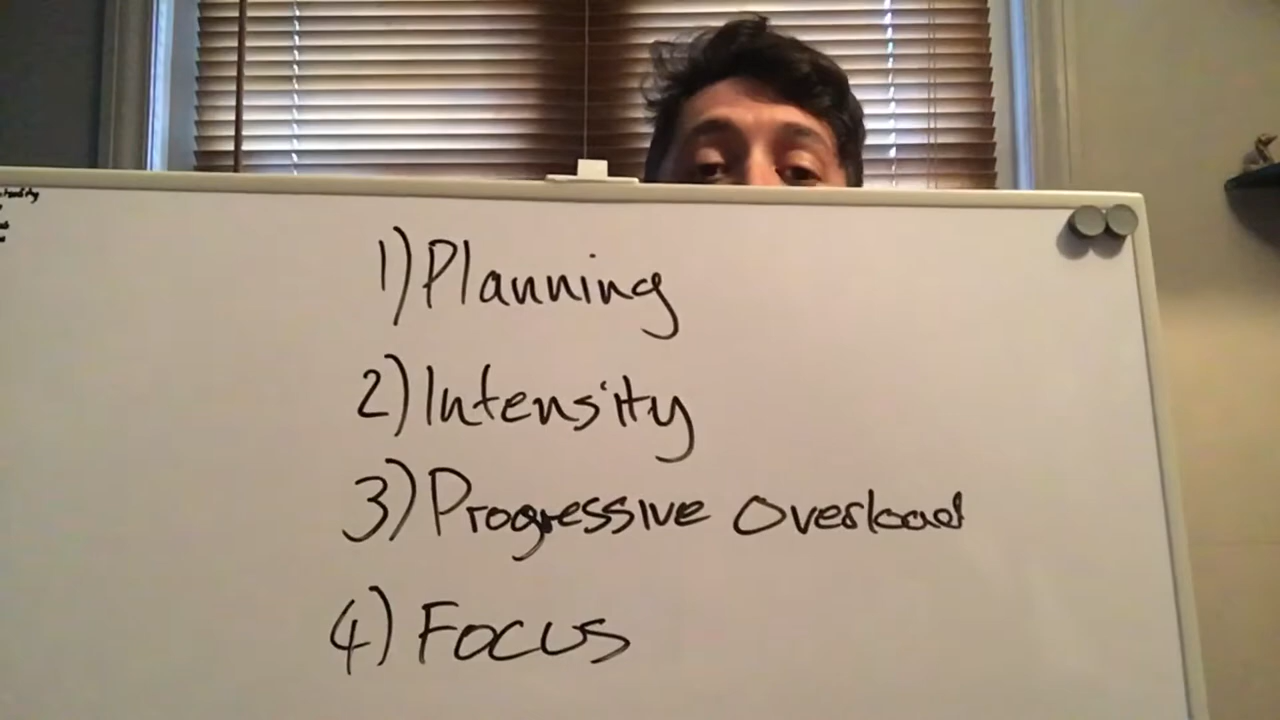 1) Planning
2) Intensity
3) Progressive Overload
4) Focus